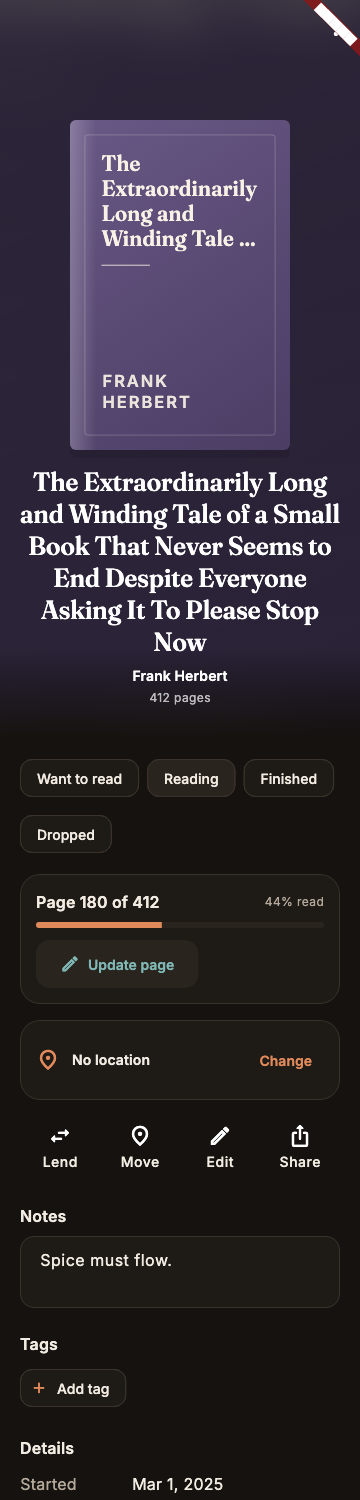 The
Extraordinarily
Long and
Winding Tale ...
FRANK
HERBERT
The Extraordinarily Long
and Winding Tale of a Small
Book That Never Seems to
End Despite Everyone
Asking It To Please Stop
Now
Frank Herbert
412 pages
Want to read Reading Finished
Dropped
Page 180 of 412 44% read
Update page
No location Change
Lend Move Edit Share
Notes
Spice must flow.
Tags
+ Add tag
Details
Started Mar 1, 2025